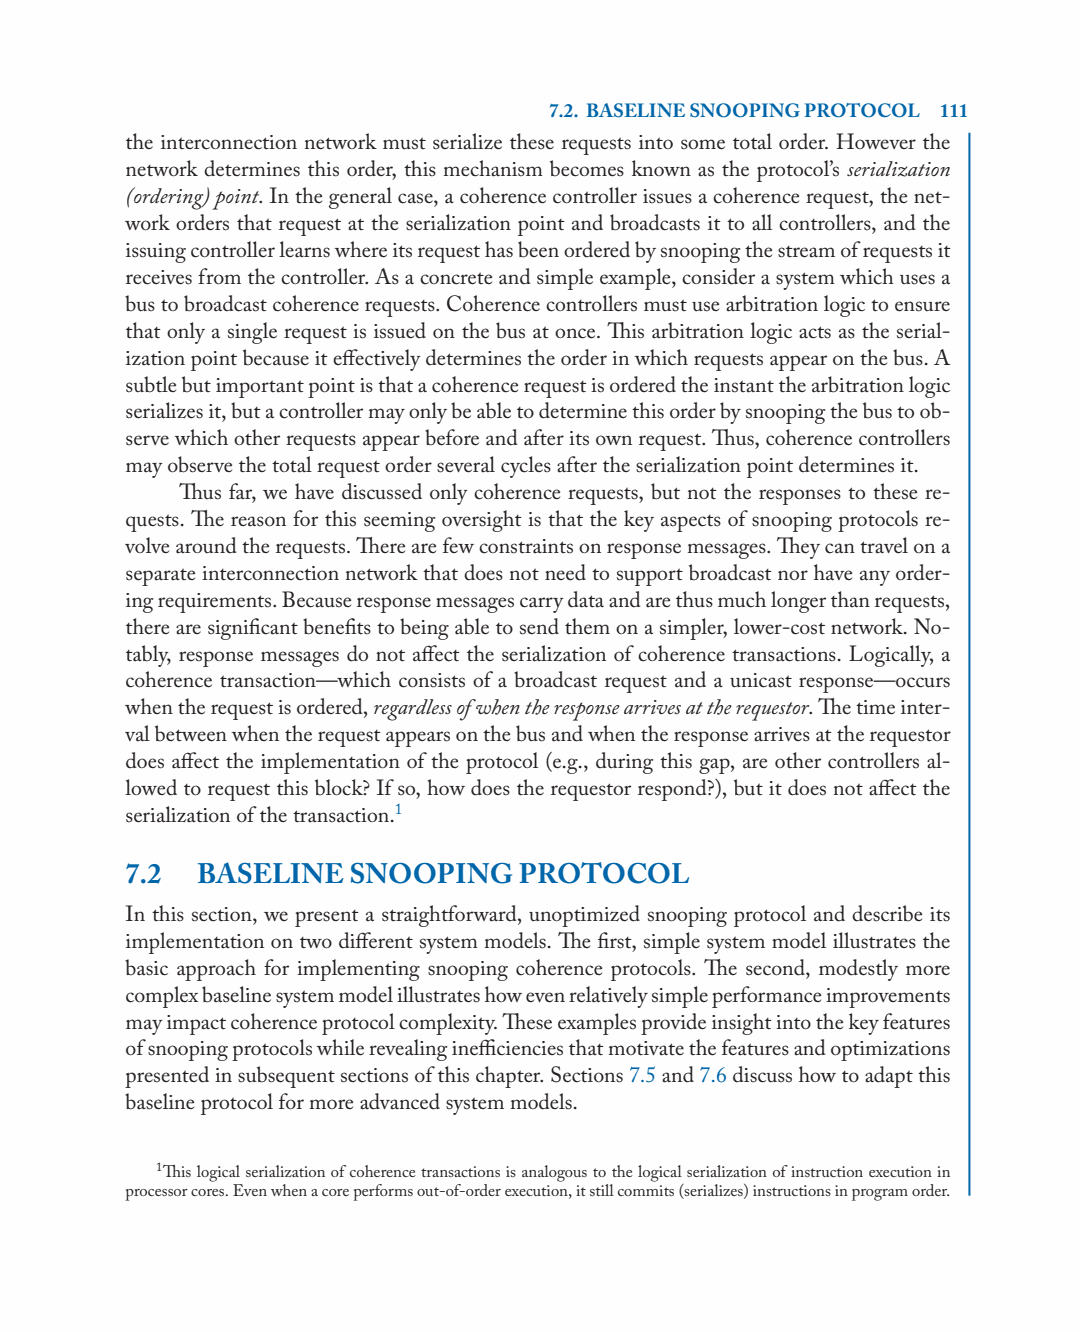 7.2. BASELINE SNOOPING PROTOCOL 111
the interconnection network must serialize these requests into some total order. However the
network determines this order, this mechanism becomes known as the protocol’s serialization
(ordering) point. In the general case, a coherence controller issues a coherence request, the net-
work orders that request at the serialization point and broadcasts it to all controllers, and the
issuing controller learns where its request has been ordered by snooping the stream of requests it
receives from the controller. As a concrete and simple example, consider a system which uses a
bus to broadcast coherence requests. Coherence controllers must use arbitration logic to ensure
that only a single request is issued on the bus at once. This arbitration logic acts as the serial-
ization point because it effectively determines the order in which requests appear on the bus. A
subtle but important point is that a coherence request is ordered the instant the arbitration logic
serializes it, but a controller may only be able to determine this order by snooping the bus to ob-
serve which other requests appear before and after its own request. Thus, coherence controllers
may observe the total request order several cycles after the serialization point determines it.
Thus far, we have discussed only coherence requests, but not the responses to these re-
quests. The reason for this seeming oversight is that the key aspects of snooping protocols re-
volve around the requests. There are few constraints on response messages. They can travel on a
separate interconnection network that does not need to support broadcast nor have any order-
ing requirements. Because response messages carry data and are thus much longer than requests,
there are significant benefits to being able to send them on a simpler, lower-cost network. No-
tably, response messages do not affect the serialization of coherence transactions. Logically, a
coherence transaction—which consists of a broadcast request and a unicast response—occurs
when the request is ordered, regardless of when the response arrives at the requestor. The time inter-
val between when the request appears on the bus and when the response arrives at the requestor
does affect the implementation of the protocol (e.g., during this gap, are other controllers al-
lowed to request this block? If so, how does the requestor respond?), but it does not affect the
serialization of the transaction.1
7.2 BASELINE SNOOPING PROTOCOL
In this section, we present a straightforward, unoptimized snooping protocol and describe its
implementation on two different system models. The first, simple system model illustrates the
basic approach for implementing snooping coherence protocols. The second, modestly more
complex baseline system model illustrates how even relatively simple performance improvements
may impact coherence protocol complexity. These examples provide insight into the key features
of snooping protocols while revealing inefficiencies that motivate the features and optimizations
presented in subsequent sections of this chapter. Sections 7.5 and 7.6 discuss how to adapt this
baseline protocol for more advanced system models.
1This logical serialization of coherence transactions is analogous to the logical serialization of instruction execution in
processor cores. Even when a core performs out-of-order execution, it still commits (serializes) instructions in program order.